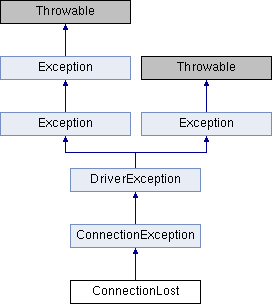 Throwable
Exception
Throwable
Exception
Exception
DriverException
ConnectionException
ConnectionLost